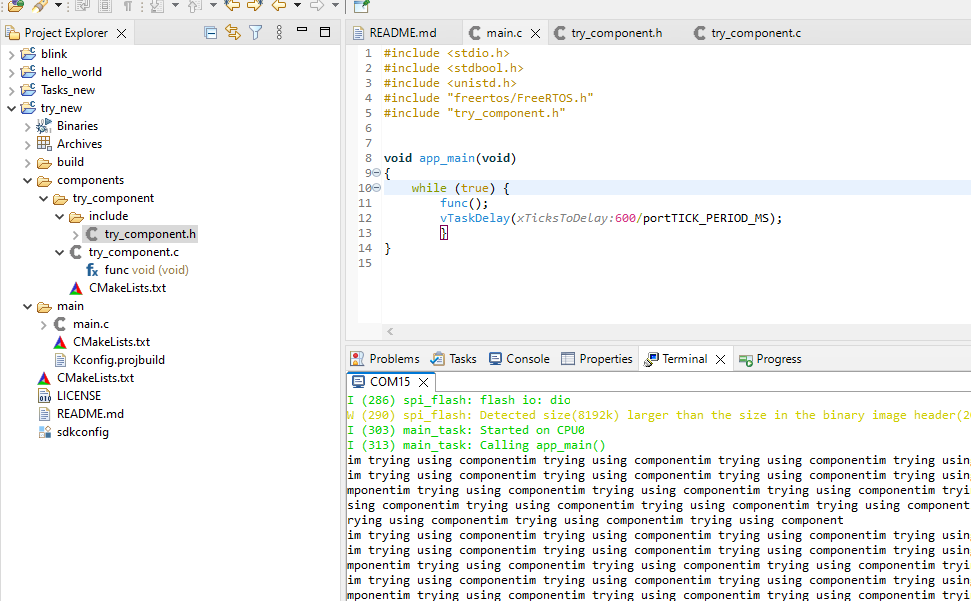 Project Explorer
blink
hello_world
Tasks_new
try_new
Binaries
Archives
build
components
try_component
include
try_component.h
try_component.c
func void (void)
CMakeLists.txt
main
main.c
CMakeLists.txt
Kconfig.projbuild
CMakeLists.txt
LICENSE
README.md
sdkconfig
README.md main.c try_component.h try_component.c
1 #include <stdio.h>
2 #include <stdbool.h>
3 #include <unistd.h>
4 #include "freertos/FreeRTOS.h"
5 #include "try_component.h"
6
7
8 void app_main(void)
9 {
10 while (true) {
11 func();
12 vTaskDelay(xTicksToDelay:600/portTICK_PERIOD_MS);
13 }
14 }
15
Problems Tasks Console Properties Terminal Progress
COM15
I (286) spi_flash: flash io: dio
W (290) spi_flash: Detected size(8192k) larger than the size in the binary image header(2
I (303) main_task: Started on CPU0
I (313) main_task: Calling app_main()
im trying using componentim trying using componentim trying using componentim trying usin
im trying using componentim trying using componentim trying using componentim trying usin
mponentim trying using componentim trying using componentim trying using componentim tryi
sing componentim trying using componentim trying using componentim trying using component
rying using componentim trying using componentim trying using component
im trying using componentim trying using componentim trying using componentim trying usin
im trying using componentim trying using componentim trying using componentim trying usin
mponentim trying using componentim trying using componentim trying using componentim tryi
im trying using componentim trying using componentim trying using componentim trying usin
mponentim trying using componentim trying using componentim trying using componentim tryi